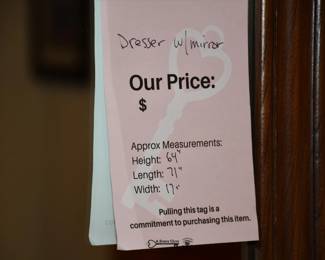 Dresser w/mirror
Our Price:
$
Approx Measurements:
Height: 64"
Length: 71"
Width: 17"
Pulling this tag is a
commitment to purchasing this item.